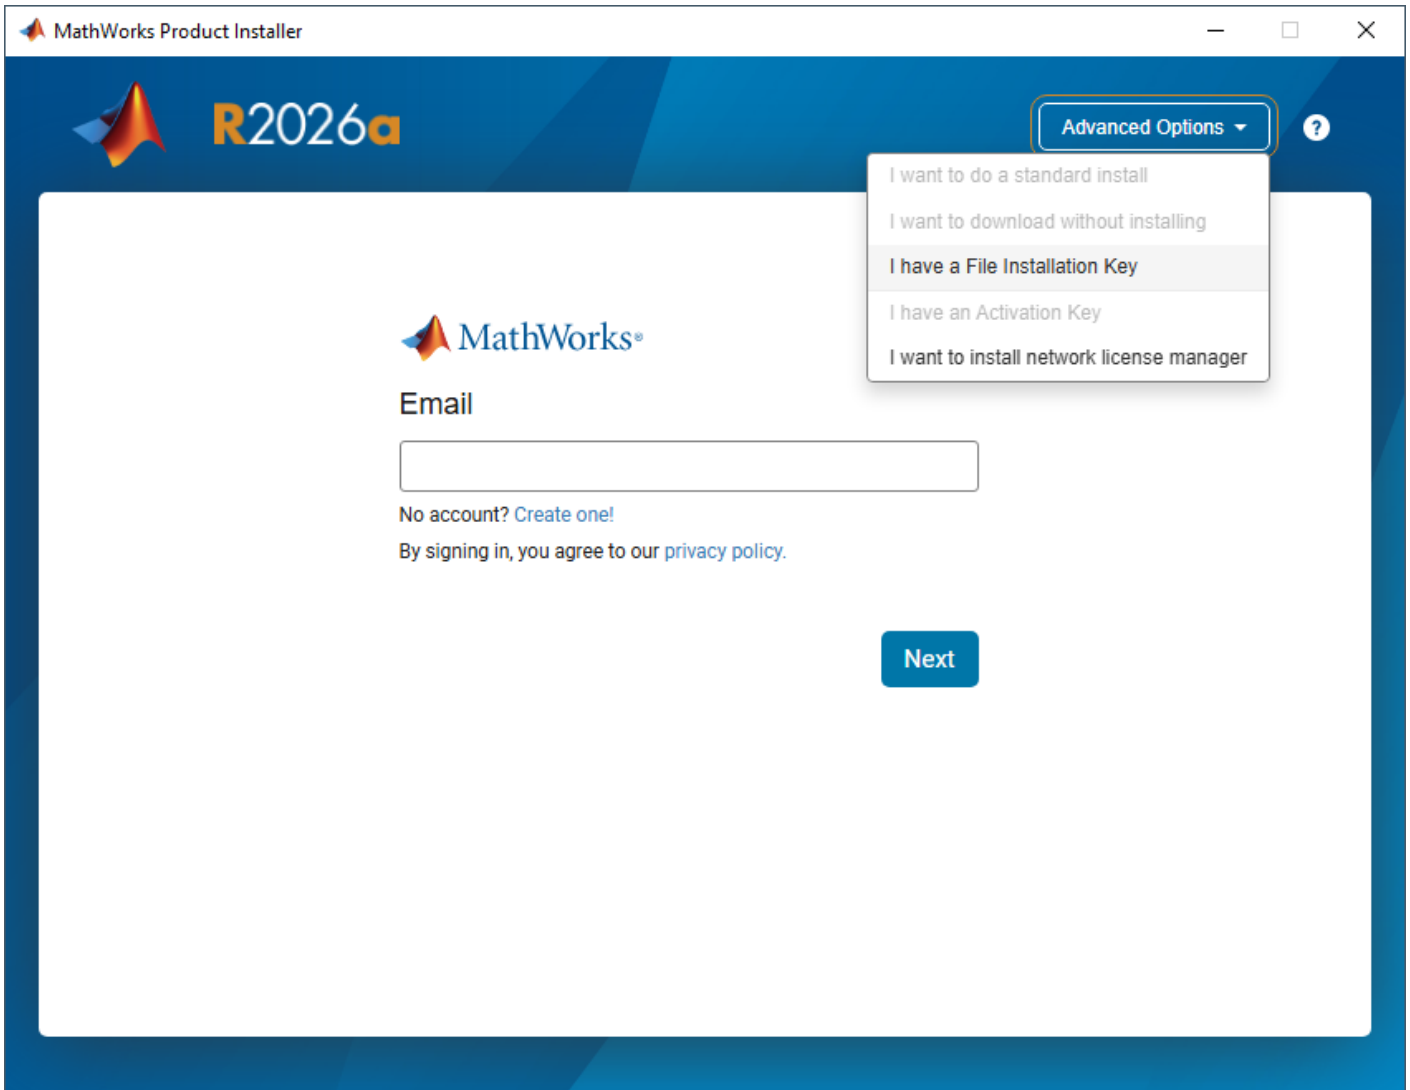 MathWorks Product Installer
R2026a
Advanced Options
?
I want to do a standard install
I want to download without installing
I have a File Installation Key
I have an Activation Key
I want to install network license manager
MathWorks®
Email
No account? Create one!
By signing in, you agree to our privacy policy.
Next